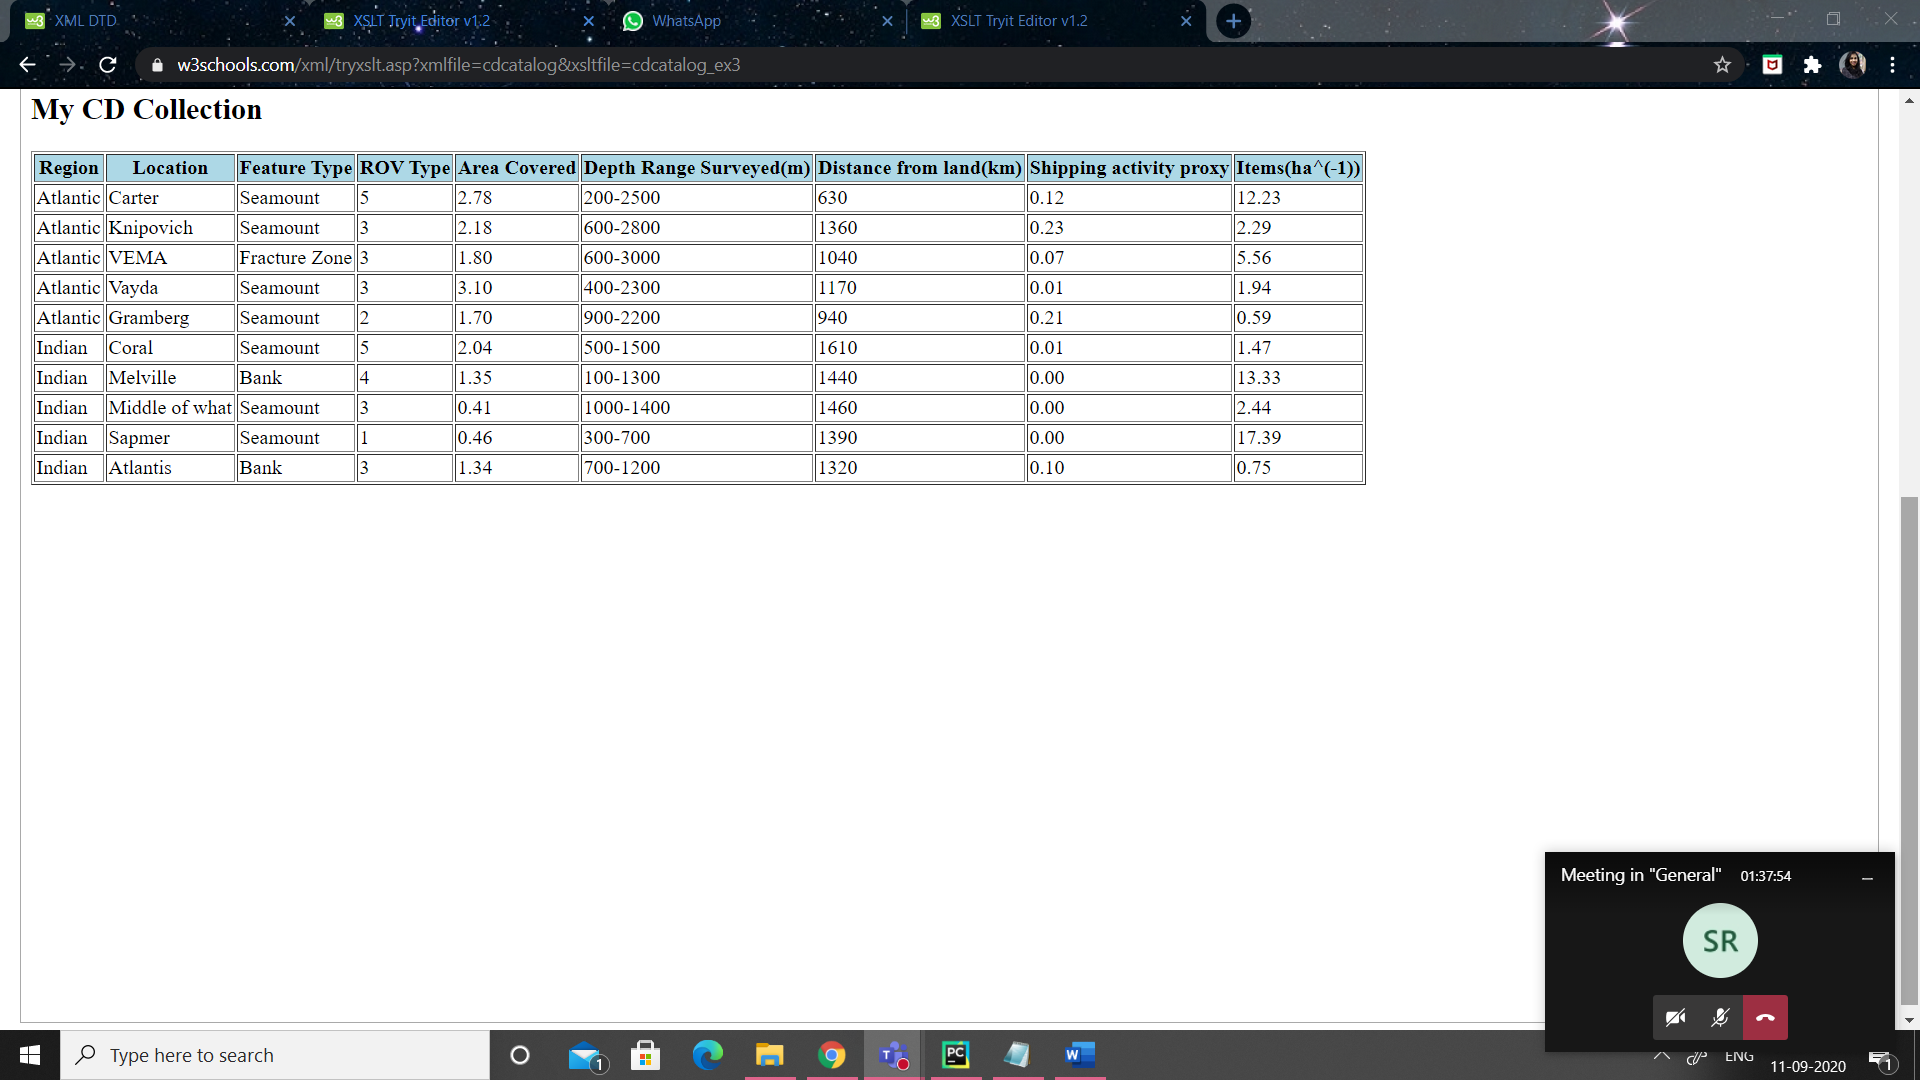 XML DTD
XSLT Tryit Editor v1.2
WhatsApp
XSLT Tryit Editor v1.2
w3schools.com/xml/tryxslt.asp?xmlfile=cdcatalog&xsltfile=cdcatalog_ex3
My CD Collection
Region Location Feature Type ROV Type Area Covered Depth Range Surveyed(m) Distance from land(km) Shipping activity proxy Items(ha^(-1))
Atlantic Carter Seamount 5 2.78 200-2500 630 0.12 12.23
Atlantic Knipovich Seamount 3 2.18 600-2800 1360 0.23 2.29
Atlantic VEMA Fracture Zone 3 1.80 600-3000 1040 0.07 5.56
Atlantic Vayda Seamount 3 3.10 400-2300 1170 0.01 1.94
Atlantic Gramberg Seamount 2 1.70 900-2200 940 0.21 0.59
Indian Coral Seamount 5 2.04 500-1500 1610 0.01 1.47
Indian Melville Bank 4 1.35 100-1300 1440 0.00 13.33
Indian Middle of what Seamount 3 0.41 1000-1400 1460 0.00 2.44
Indian Sapmer Seamount 1 0.46 300-700 1390 0.00 17.39
Indian Atlantis Bank 3 1.34 700-1200 1320 0.10 0.75
Meeting in "General" 01:37:54
SR
Type here to search
1
PC
W
ENG
11-09-2020
1